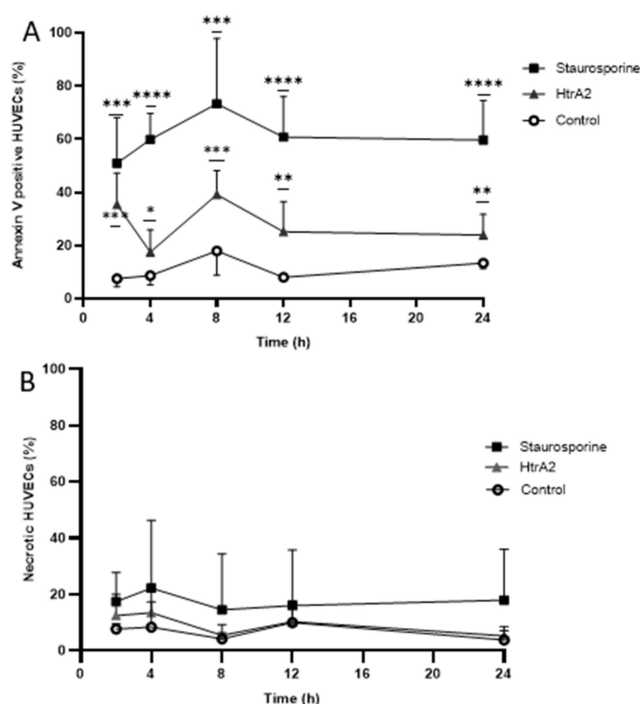 A
Annexin V positive HUVECs (%)
100
80
60
40
20
0
*** **** *** **** ****
*** * *** ** **
Staurosporine
HtrA2
Control
0 4 8 12 16 20 24
Time (h)
B
Necrotic HUVECs (%)
100
80
60
40
20
0
Staurosporine
HtrA2
Control
0 4 8 12 16 20 24
Time (h)